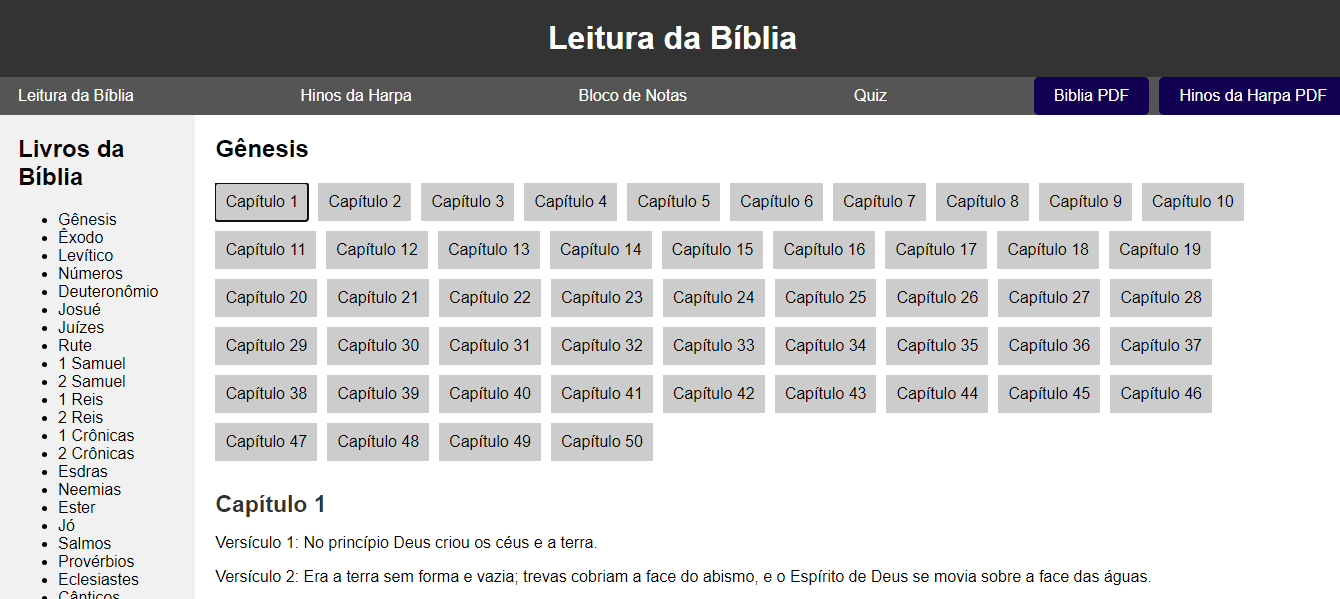 Leitura da Bíblia
Leitura da Bíblia Hinos da Harpa Bloco de Notas Quiz Biblia PDF Hinos da Harpa PDF
Livros da
Bíblia
Gênesis
Êxodo
Levítico
Números
Deuteronômio
Josué
Juízes
Rute
1 Samuel
2 Samuel
1 Reis
2 Reis
1 Crônicas
2 Crônicas
Esdras
Neemias
Ester
Jó
Salmos
Provérbios
Eclesiastes
Cânticos
Gênesis
Capítulo 1 Capítulo 2 Capítulo 3 Capítulo 4 Capítulo 5 Capítulo 6 Capítulo 7 Capítulo 8 Capítulo 9 Capítulo 10
Capítulo 11 Capítulo 12 Capítulo 13 Capítulo 14 Capítulo 15 Capítulo 16 Capítulo 17 Capítulo 18 Capítulo 19
Capítulo 20 Capítulo 21 Capítulo 22 Capítulo 23 Capítulo 24 Capítulo 25 Capítulo 26 Capítulo 27 Capítulo 28
Capítulo 29 Capítulo 30 Capítulo 31 Capítulo 32 Capítulo 33 Capítulo 34 Capítulo 35 Capítulo 36 Capítulo 37
Capítulo 38 Capítulo 39 Capítulo 40 Capítulo 41 Capítulo 42 Capítulo 43 Capítulo 44 Capítulo 45 Capítulo 46
Capítulo 47 Capítulo 48 Capítulo 49 Capítulo 50
Capítulo 1
Versículo 1: No princípio Deus criou os céus e a terra.
Versículo 2: Era a terra sem forma e vazia; trevas cobriam a face do abismo, e o Espírito de Deus se movia sobre a face das águas.